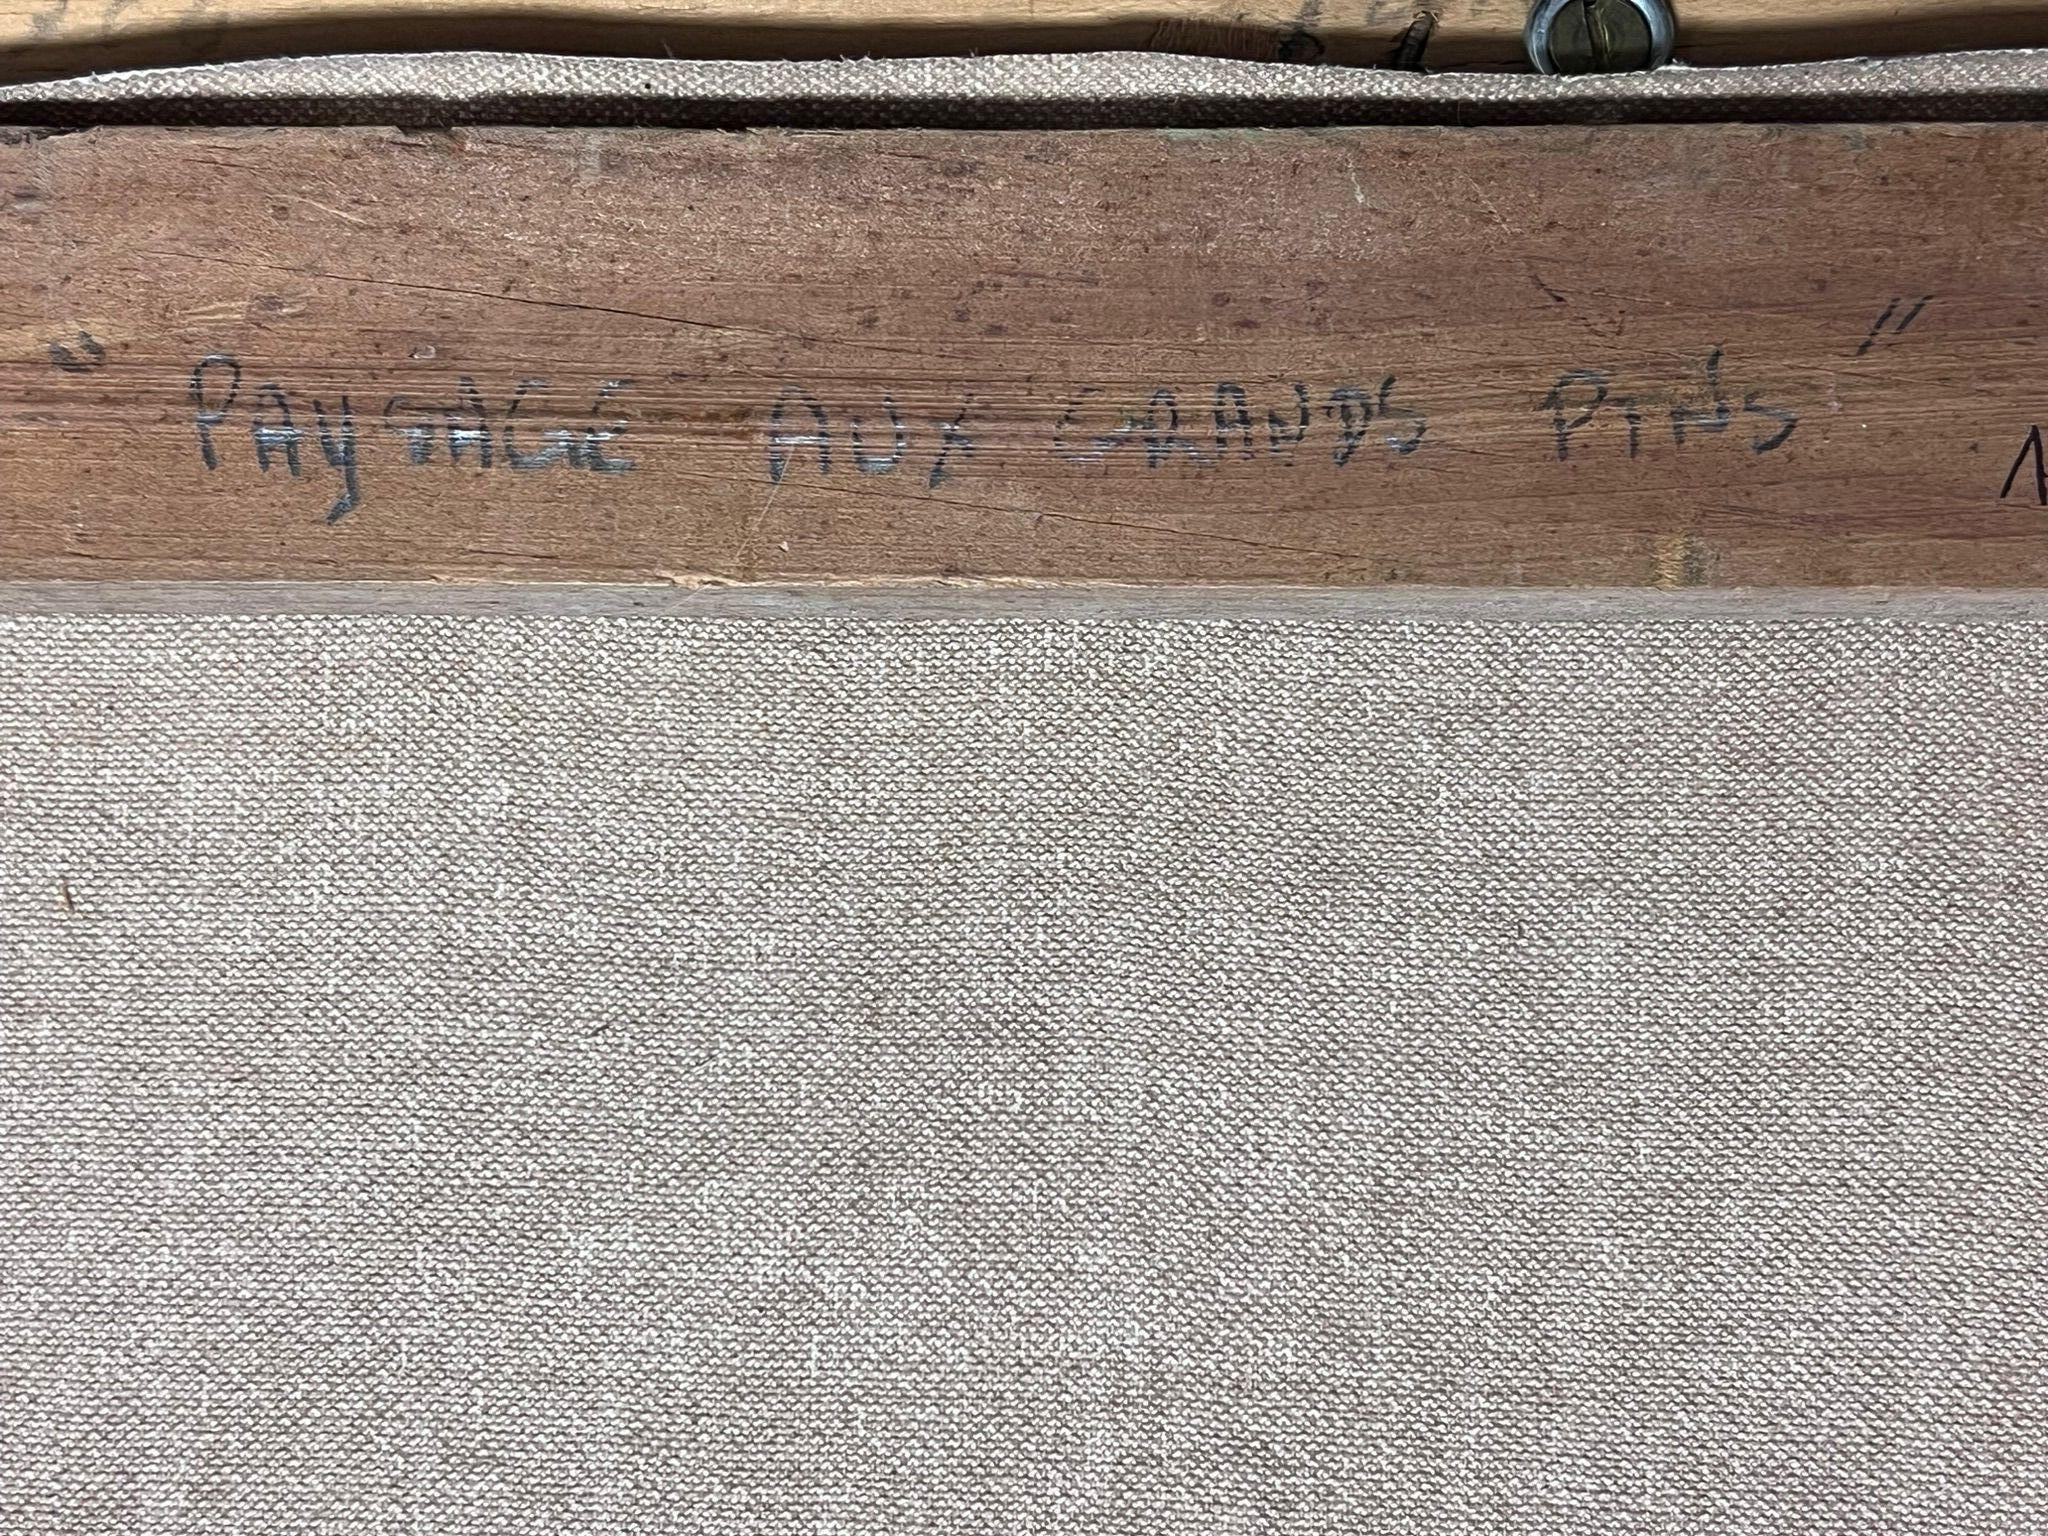 " PAYSAGE AUX GRANDS PINS "